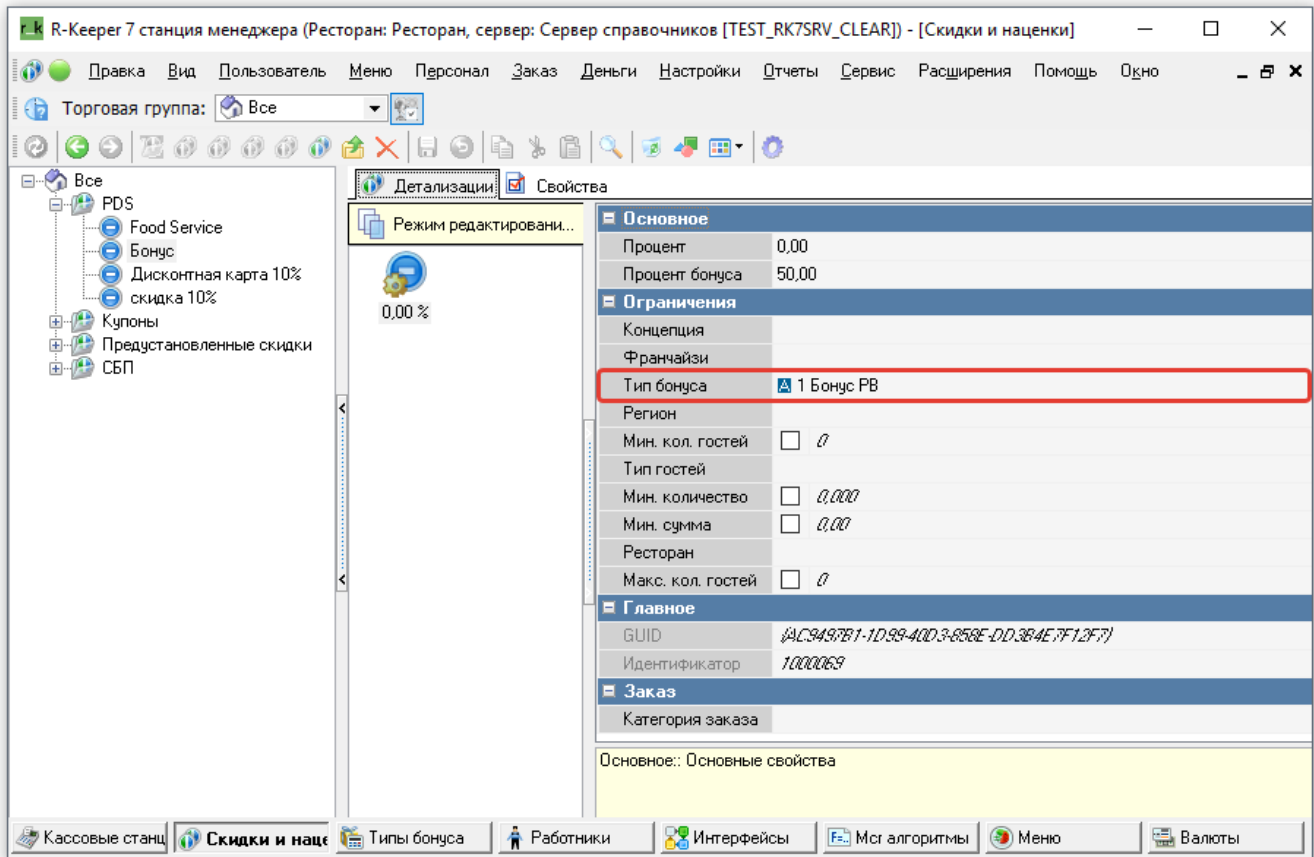 r_k R-Keeper 7 станция менеджера (Ресторан: Ресторан, сервер: Сервер справочников [TEST_RK7SRV_CLEAR]) - [Скидки и наценки]
Правка Вид Пользователь Меню Персонал Заказ Деньги Настройки Отчеты Сервис Расширения Помощь Окно
Торговая группа: Все
Все
PDS
Food Service
Бонус
Дисконтная карта 10%
скидка 10%
Купоны
Предустановленные скидки
СБП
Детализации Свойства
Режим редактировани...
0,00 %
Основное
Процент 0,00
Процент бонуса 50,00
Ограничения
Концепция
Франчайзи
Тип бонуса A 1 Бонус РВ
Регион
Мин. кол. гостей 0
Тип гостей
Мин. количество 0,000
Мин. сумма 0,00
Ресторан
Макс. кол. гостей 0
Главное
GUID {AC9497B1-1D99-40D3-858E-DD3B4E7F12F7}
Идентификатор 1000069
Заказ
Категория заказа
Основное:: Основные свойства
Кассовые станц Скидки и наце Типы бонуса Работники Интерфейсы Мcr алгоритмы Меню Валюты